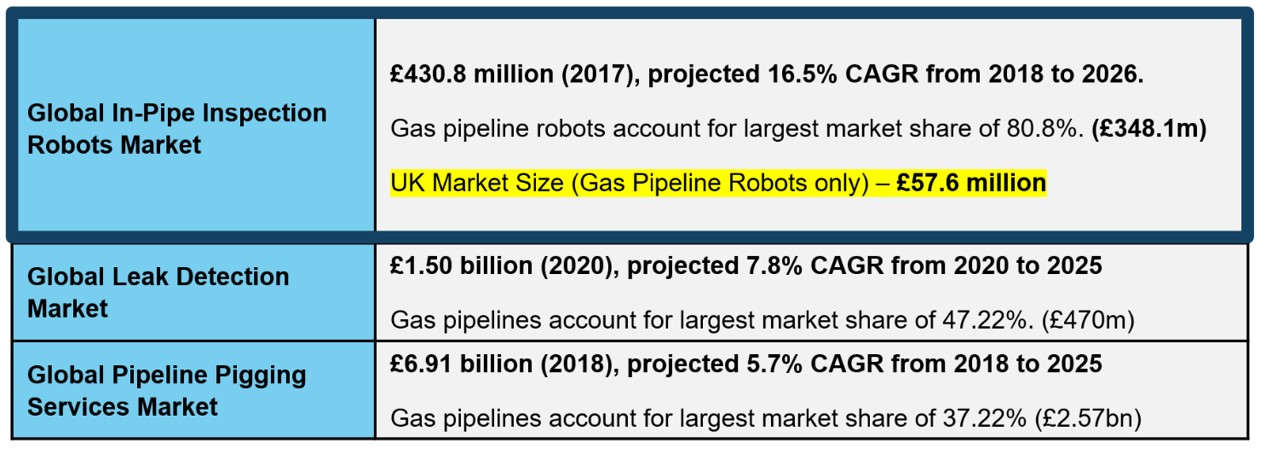 Global In-Pipe Inspection
Robots Market
£430.8 million (2017), projected 16.5% CAGR from 2018 to 2026.
Gas pipeline robots account for largest market share of 80.8%. (£348.1m)
UK Market Size (Gas Pipeline Robots only) – £57.6 million
Global Leak Detection
Market
£1.50 billion (2020), projected 7.8% CAGR from 2020 to 2025
Gas pipelines account for largest market share of 47.22%. (£470m)
Global Pipeline Pigging
Services Market
£6.91 billion (2018), projected 5.7% CAGR from 2018 to 2025
Gas pipelines account for largest market share of 37.22% (£2.57bn)